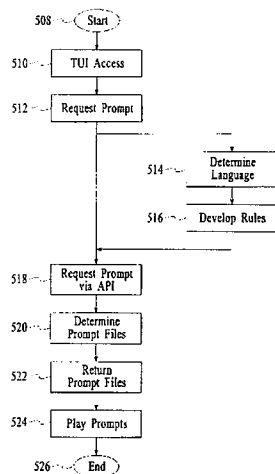 508
Start
510
TUI Access
512
Request Prompt
514
Determine
Language
516
Develop Rules
518
Request Prompt
via API
520
Determine
Prompt Files
522
Return
Prompt Files
524
Play Prompts
526
End